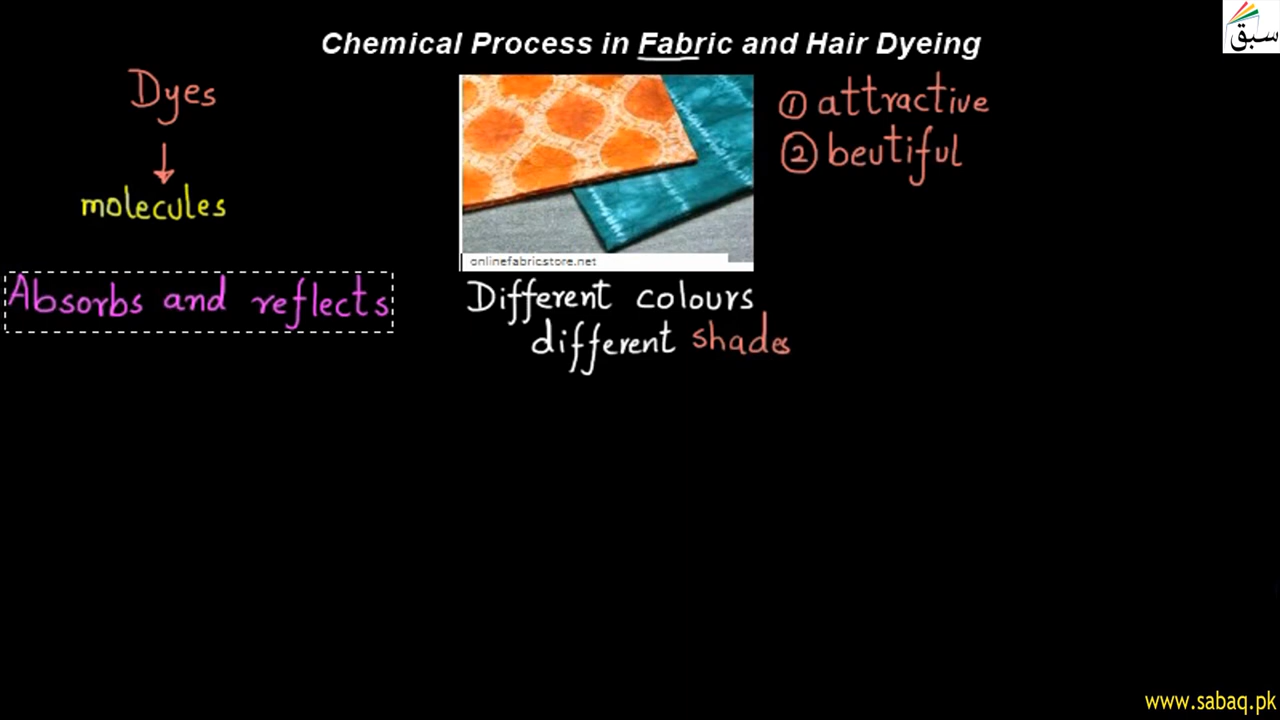 Chemical Process in Fabric and Hair Dyeing
سبق
Dyes
molecules
Absorbs and reflects
onlinefabricstore.net
Different colours
different shades
① attractive
② beutiful
www.sabaq.pk